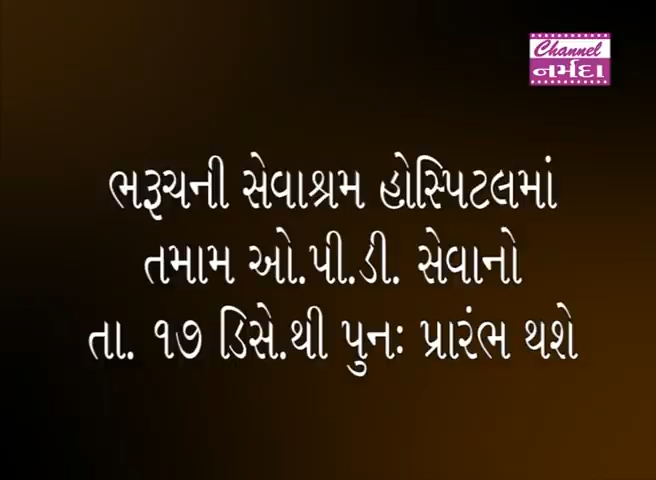 Channel
નર્મદા
ભરૂચની સેવાશ્રમ હોસ્પિટલમાં
તમામ ઓ.પી.ડી. સેવાનો
તા. ૧૭ ડિસે.થી પુનઃ પ્રારંભ થશે